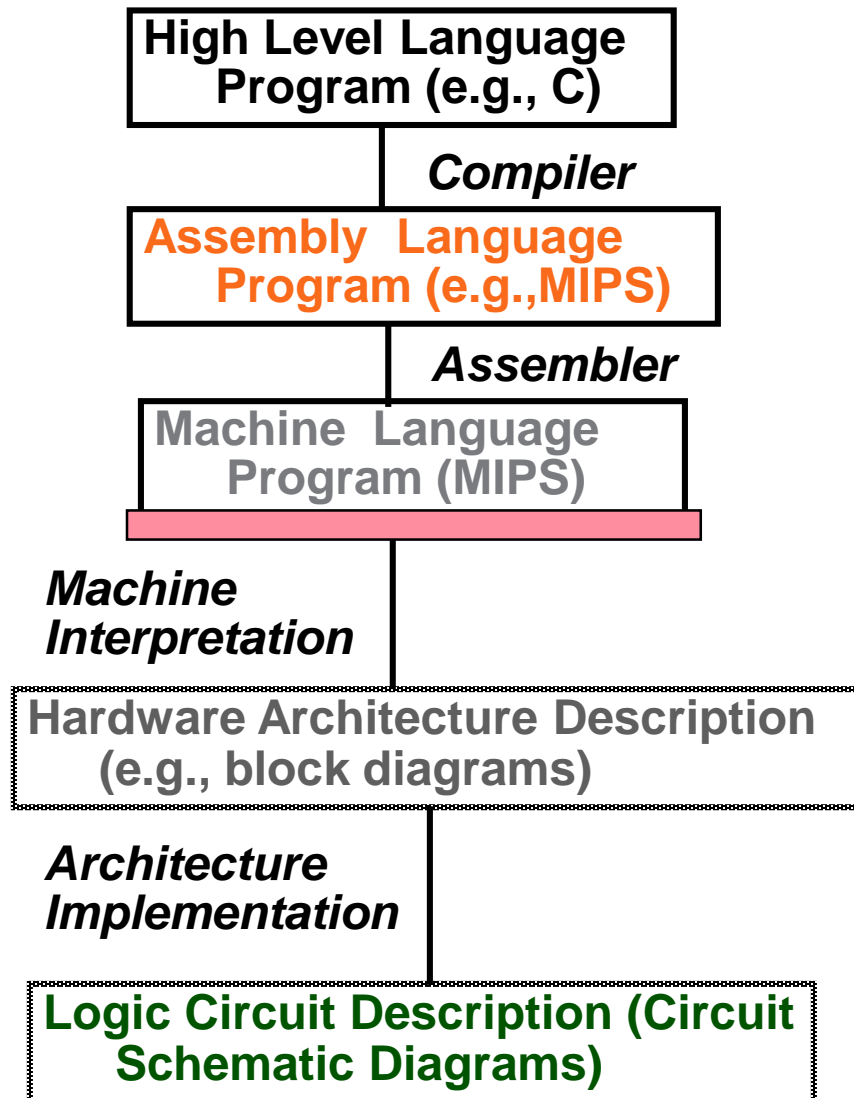 High Level Language
Program (e.g., C)
Compiler
Assembly Language
Program (e.g.,MIPS)
Assembler
Machine Language
Program (MIPS)
Machine
Interpretation
Hardware Architecture Description
(e.g., block diagrams)
Architecture
Implementation
Logic Circuit Description (Circuit
Schematic Diagrams)